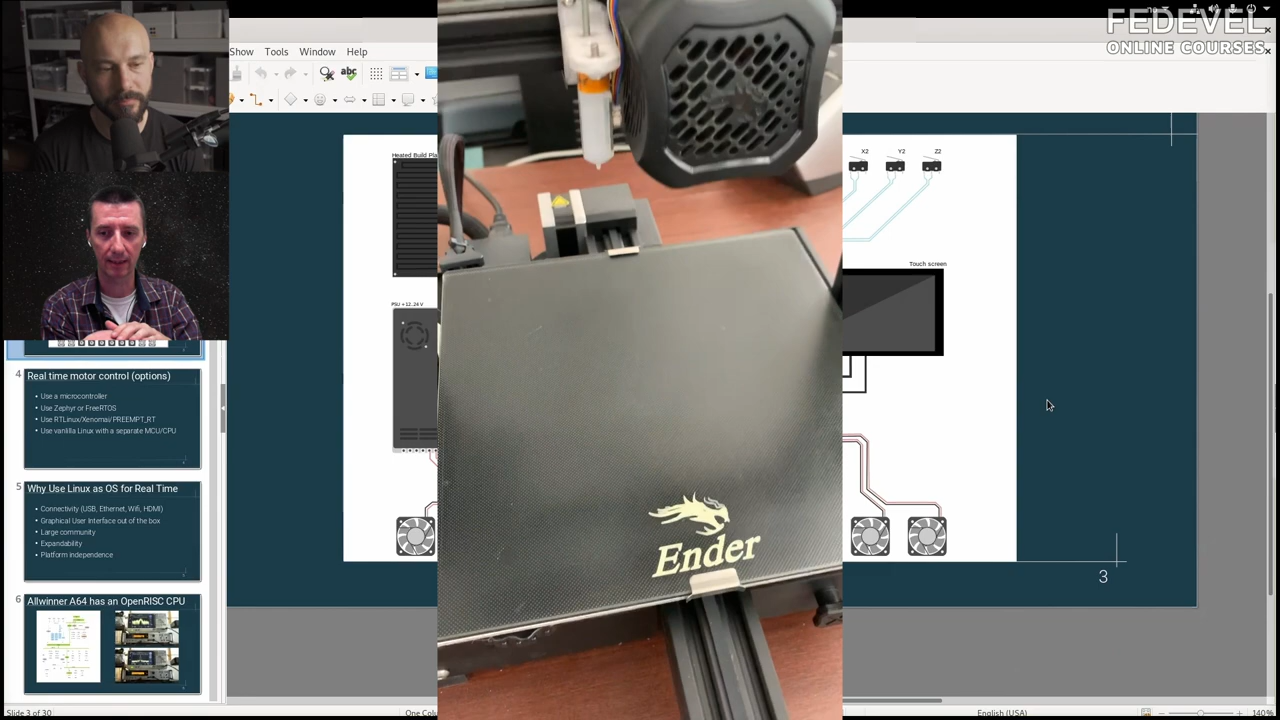 FEDEVEL
ONLINE COURSES
Show Tools Window Help
abc
Heated Build Pla
X2 Y2 Z2
Touch screen
PSU +12..24 V
Ender
3
4 Real time motor control (options)
• Use a microcontroller
• Use Zephyr or FreeRTOS
• Use RTLinux/Xenomai/PREEMPT_RT
• Use vanlilla Linux with a separate MCU/CPU
5 Why Use Linux as OS for Real Time
• Connectivity (USB, Ethernet, Wifi, HDMI)
• Graphical User Interface out of the box
• Large community
• Expandability
• Platform independence
6 Allwinner A64 has an OpenRISC CPU
Slide 3 of 30
English (USA)
140%